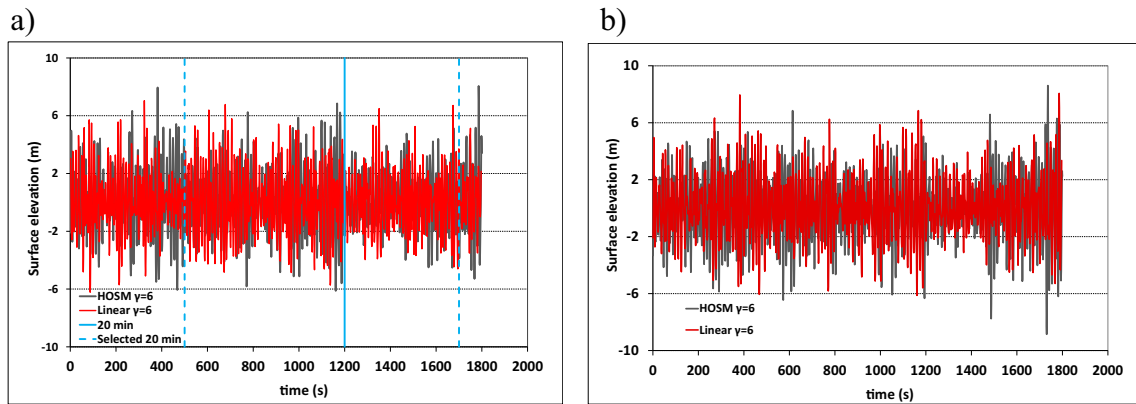 a)
10
6
2
-2
-6
-10
Surface elevation (m)
HOSM γ=6
Linear γ=6
20 min
Selected 20 min
0 200 400 600 800 1000 1200 1400 1600 1800 2000
time (s)
b)
10
6
2
-2
-6
-10
Surface elevation (m)
HOSM γ=6
Linear γ=6
0 200 400 600 800 1000 1200 1400 1600 1800 2000
time (s)